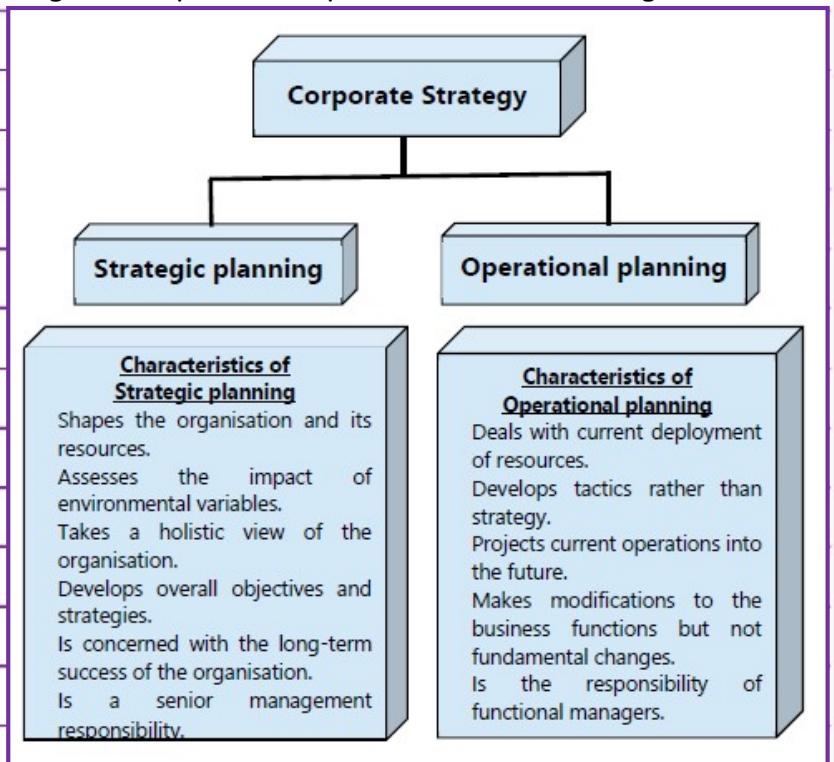 Corporate Strategy
Strategic planning
Operational planning
Characteristics of
Strategic planning
Shapes the organisation and its
resources.
Assesses the impact of
environmental variables.
Takes a holistic view of the
organisation.
Develops overall objectives and
strategies.
Is concerned with the long-term
success of the organisation.
Is a senior management
responsibility.
Characteristics of
Operational planning
Deals with current deployment
of resources.
Develops tactics rather than
strategy.
Projects current operations into
the future.
Makes modifications to the
business functions but not
fundamental changes.
Is the responsibility of
functional managers.